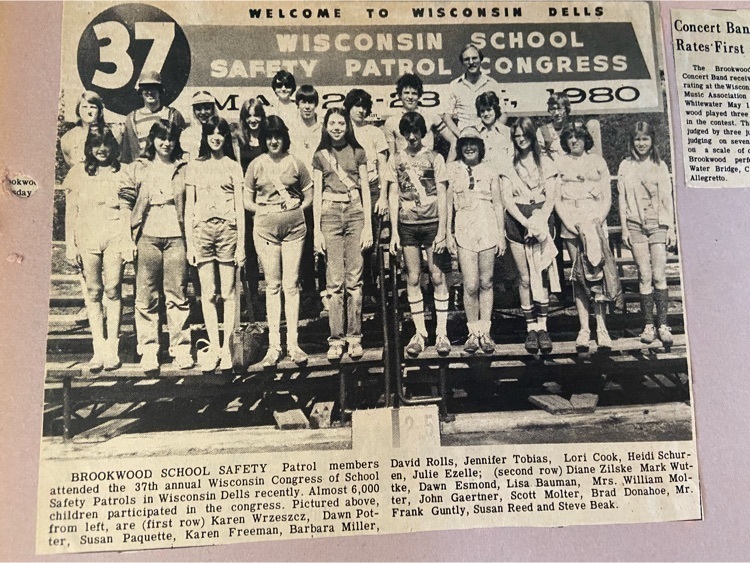 WELCOME TO WISCONSIN DELLS
37
WISCONSIN SCHOOL
SAFETY PATROL CONGRESS
1980
BROOKWOOD SCHOOL SAFETY Patrol members
attended the 37th annual Wisconsin Congress of School
Safety Patrols in Wisconsin Dells recently. Almost 6,000
children participated in the congress. Pictured above,
from left, are (first row) Karen Wrzeszcz, Dawn Pot-
ter, Susan Paquette, Karen Freeman, Barbara Miller,
David Rolls, Jennifer Tobias, Lori Cook, Heidi Schur-
en, Julie Ezelle; (second row) Diane Zilske Mark Wut-
tke, Dawn Esmond, Lisa Bauman, Mrs. William Mol-
ter, John Gaertner, Scott Molter, Brad Donahoe, Mr.
Frank Guntly, Susan Reed and Steve Beak.
Concert Ban
Rates First
The Brookwood
Concert Band receiv
rating at the Wiscon
Music Association
Whitewater May 1
wood played three
in the contest. Th
judged by three j
judging on seven
on a scale of
Brookwood perf
Water Bridge, C
Allegretto.